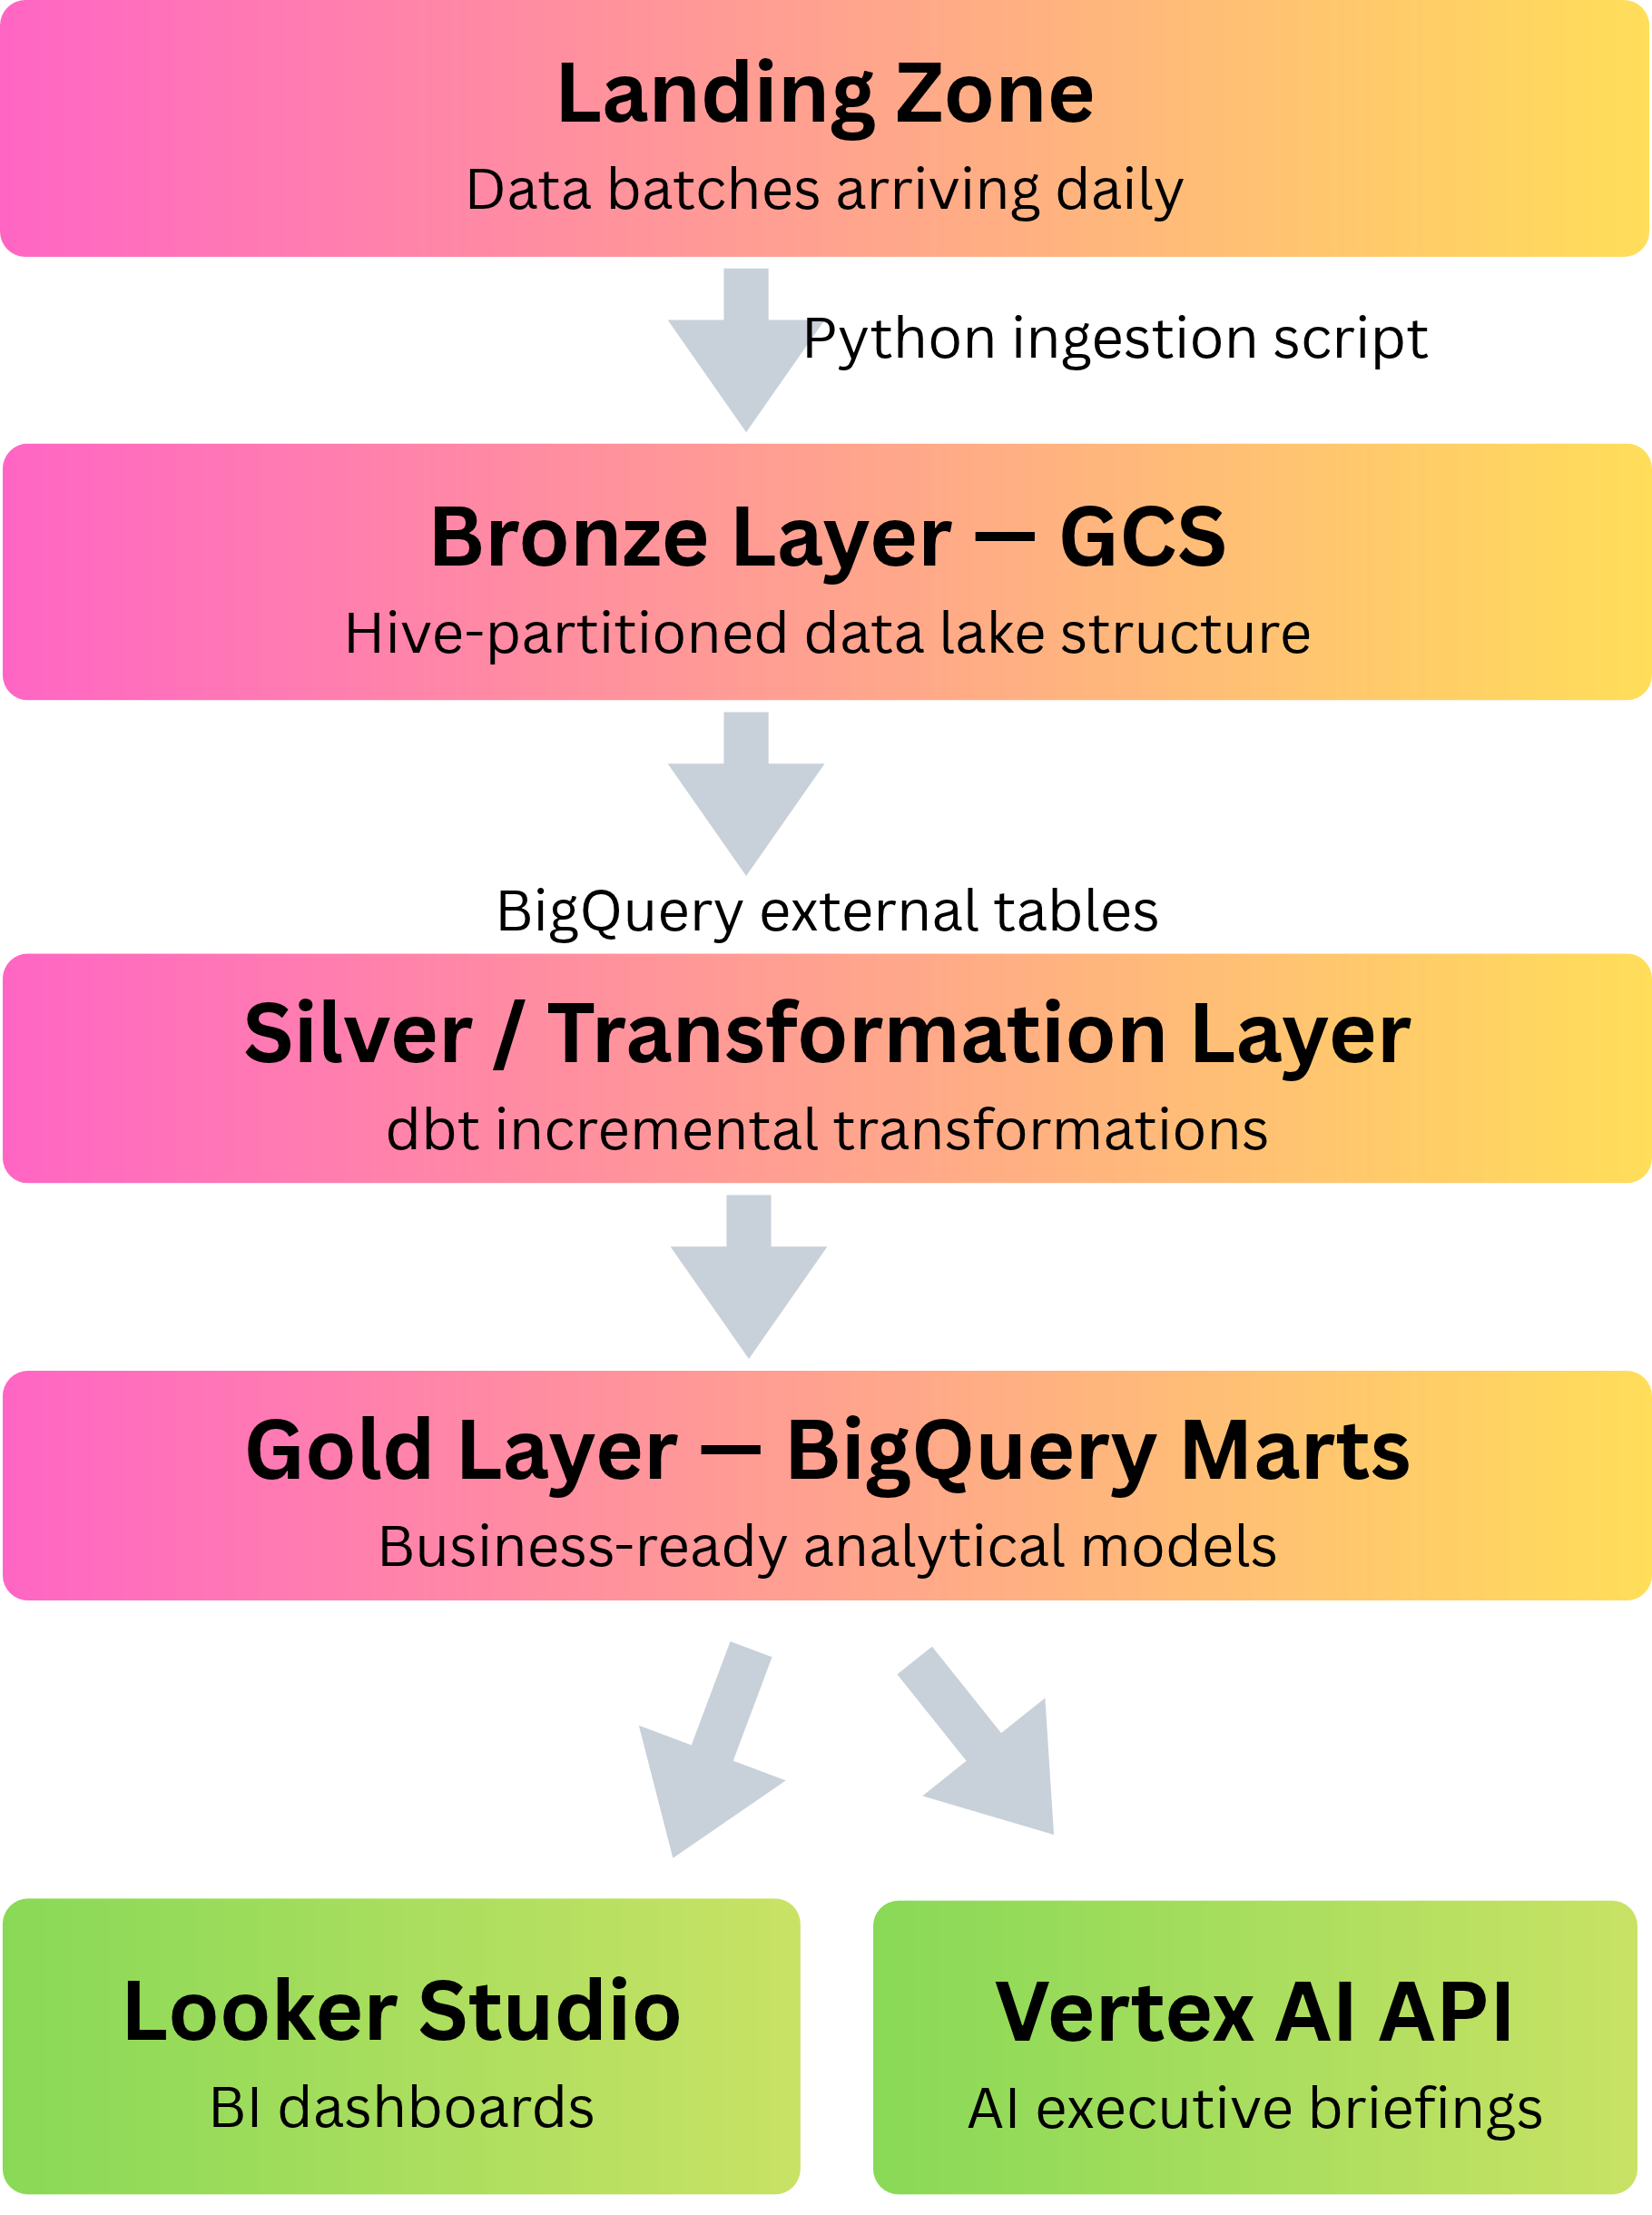 Landing Zone
Data batches arriving daily
Python ingestion script
Bronze Layer — GCS
Hive-partitioned data lake structure
BigQuery external tables
Silver / Transformation Layer
dbt incremental transformations
Gold Layer — BigQuery Marts
Business-ready analytical models
Looker Studio
BI dashboards
Vertex AI API
AI executive briefings